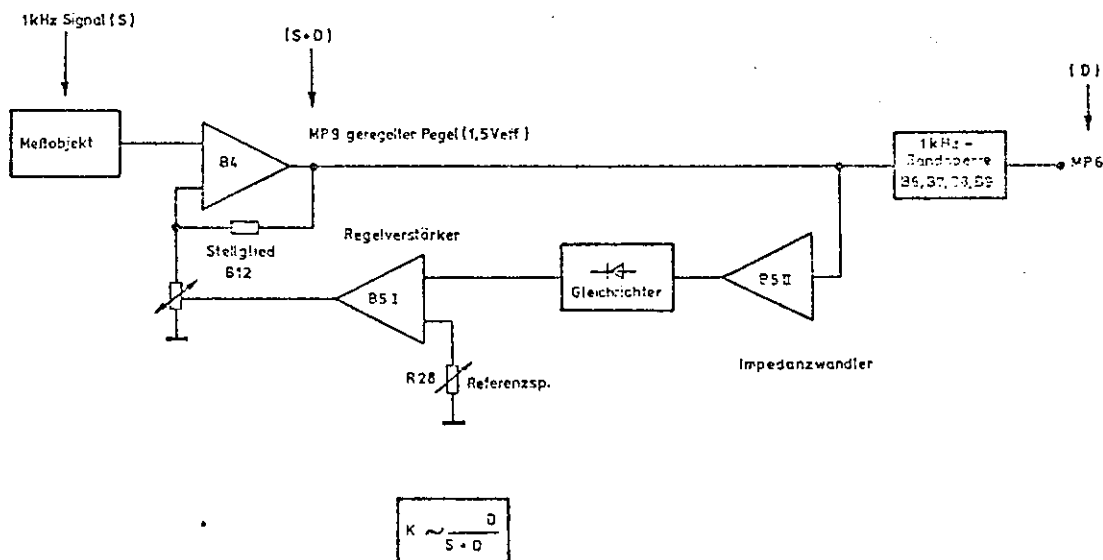 1kHz Signal (S)
(S+D)
(D)
Meßobjekt
B4
MP9 geregelter Pegel (1,5Veff)
1kHz -
Bandsperre
B6, B7, B8, B9
MP6
Stellglied
B12
Regelverstärker
B5 I
Gleichrichter
B5 II
R28
Referenzsp.
Impedanzwandler
K ~ D
S + D